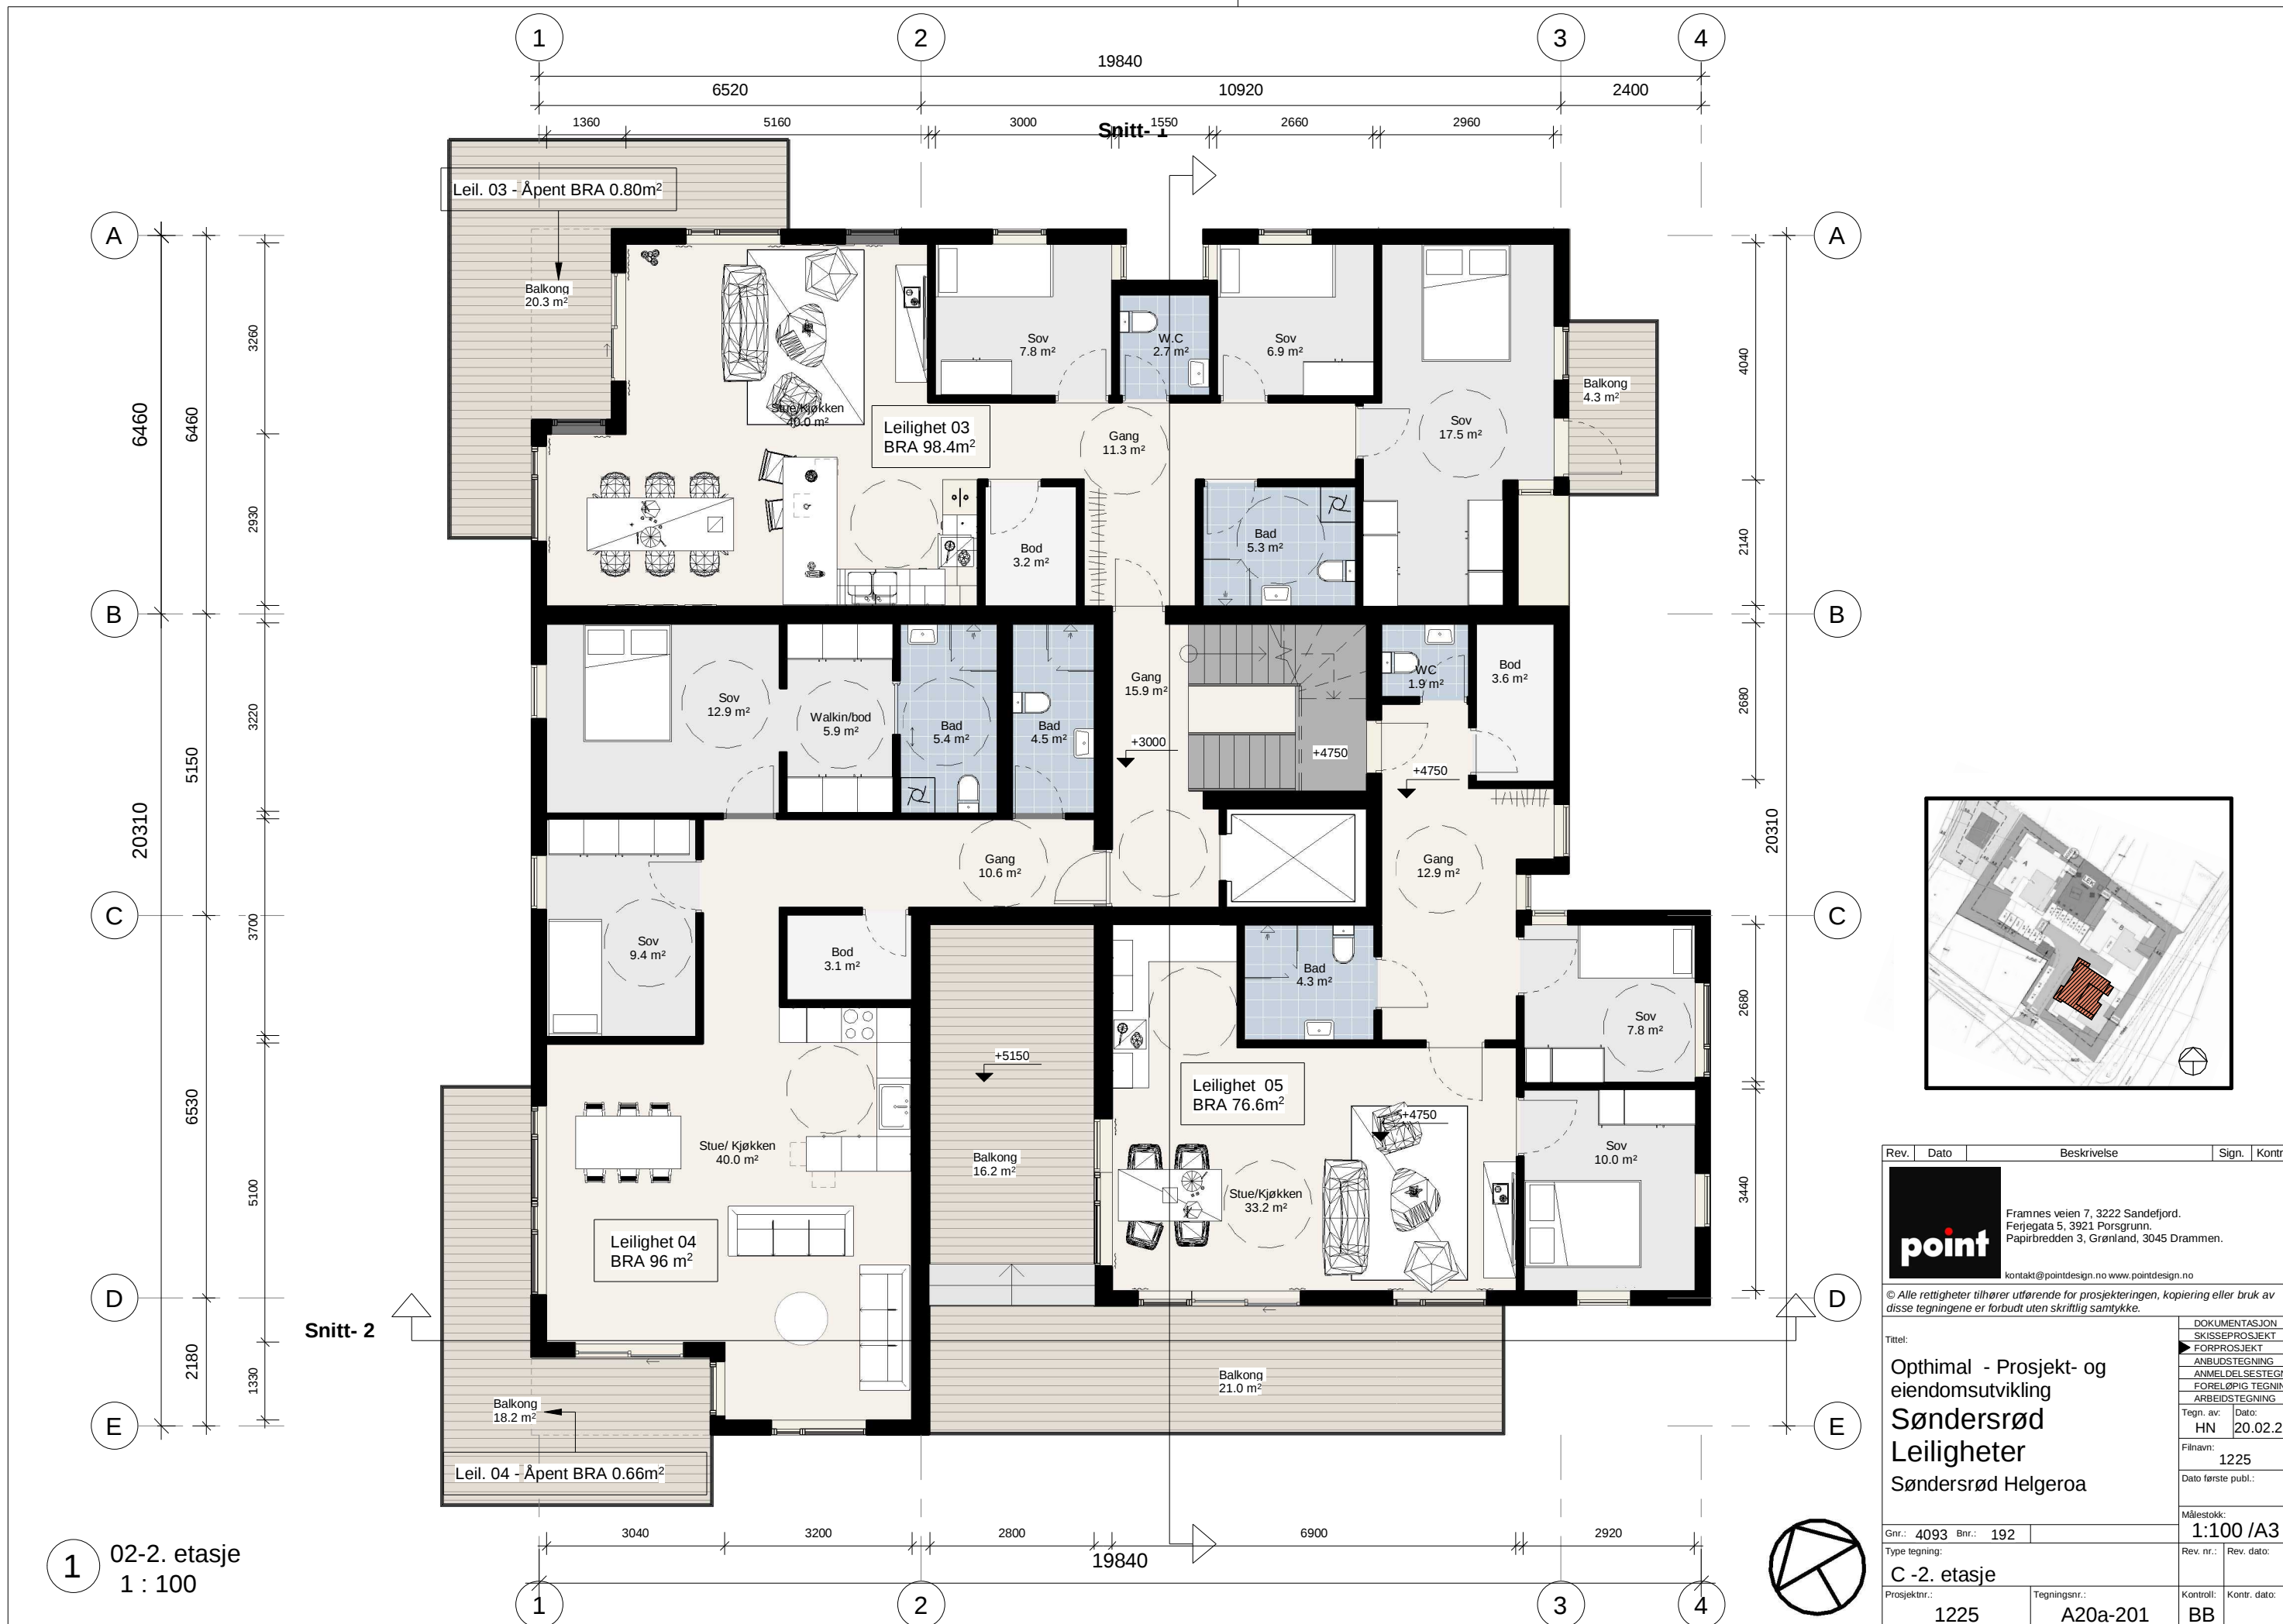 1
2
3
4
19840
6520
10920
2400
1360
5160
3000
1550
2660
2960
Snitt- 1
Leil. 03 - Åpent BRA 0.80m²
A
A
Balkong
20.3 m²
Sov
7.8 m²
W.C
2.7 m²
Sov
6.9 m²
Balkong
4.3 m²
Stue/Kjøkken
40.0 m²
Leilighet 03
BRA 98.4m²
Gang
11.3 m²
Sov
17.5 m²
3260
6460
6460
2930
4040
2140
Bod
3.2 m²
Bad
5.3 m²
B
B
Sov
12.9 m²
Walkin/bod
5.9 m²
Bad
5.4 m²
Bad
4.5 m²
Gang
15.9 m²
+3000
+4750
WC
1.9 m²
Bod
3.6 m²
+4750
3220
5150
20310
2680
20310
Gang
10.6 m²
Gang
12.9 m²
C
C
3700
Sov
9.4 m²
Bod
3.1 m²
Bad
4.3 m²
Sov
7.8 m²
2680
+5150
Leilighet 05
BRA 76.6m²
+4750
6530
5100
Stue/ Kjøkken
40.0 m²
Balkong
16.2 m²
Stue/Kjøkken
33.2 m²
Sov
10.0 m²
3440
Leilighet 04
BRA 96 m²
D
D
Snitt- 2
2180
1330
Balkong
18.2 m²
Balkong
21.0 m²
E
E
Leil. 04 - Åpent BRA 0.66m²
3040
3200
2800
6900
2920
19840
1
2
3
4
1
02-2. etasje
1 : 100
Rev. Dato Beskrivelse Sign. Kontr
point
Framnes veien 7, 3222 Sandefjord.
Ferjegata 5, 3921 Porsgrunn.
Papirbredden 3, Grønland, 3045 Drammen.
kontakt@pointdesign.no www.pointdesign.no
© Alle rettigheter tilhører utførende for prosjekteringen, kopiering eller bruk av
disse tegningene er forbudt uten skriftlig samtykke.
Tittel:
Opthimal - Prosjekt- og
eiendomsutvikling
Søndersrød
Leiligheter
Søndersrød Helgeroa
DOKUMENTASJON
SKISSEPROSJEKT
FORPROSJEKT
ANBUDSTEGNING
ANMELDELSESTEGN
FORELØPIG TEGNIN
ARBEIDSTEGNING
Tegn. av: Dato:
HN 20.02.2
Filnavn:
1225
Dato første publ.:
Målestokk:
1:100 /A3
Gnr.: 4093 Bnr.: 192
Type tegning:
C -2. etasje
Rev. nr.: Rev. dato:
Prosjektnr.:
1225
Tegningsnr.:
A20a-201
Kontroll: Kontr. dato:
BB